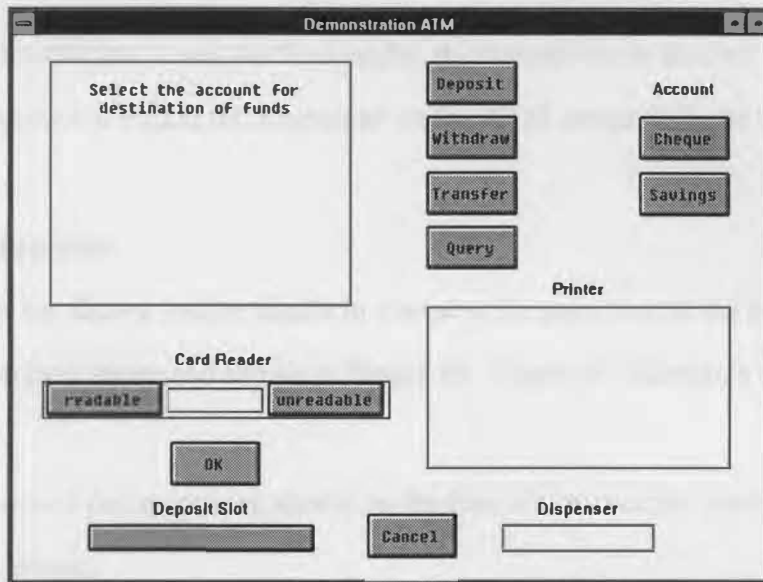 Demonstration ATM
Select the account for
destination of funds
Deposit
Withdraw
Transfer
Query
Account
Cheque
Savings
Printer
Card Reader
readable
unreadable
OK
Deposit Slot
Cancel
Dispenser